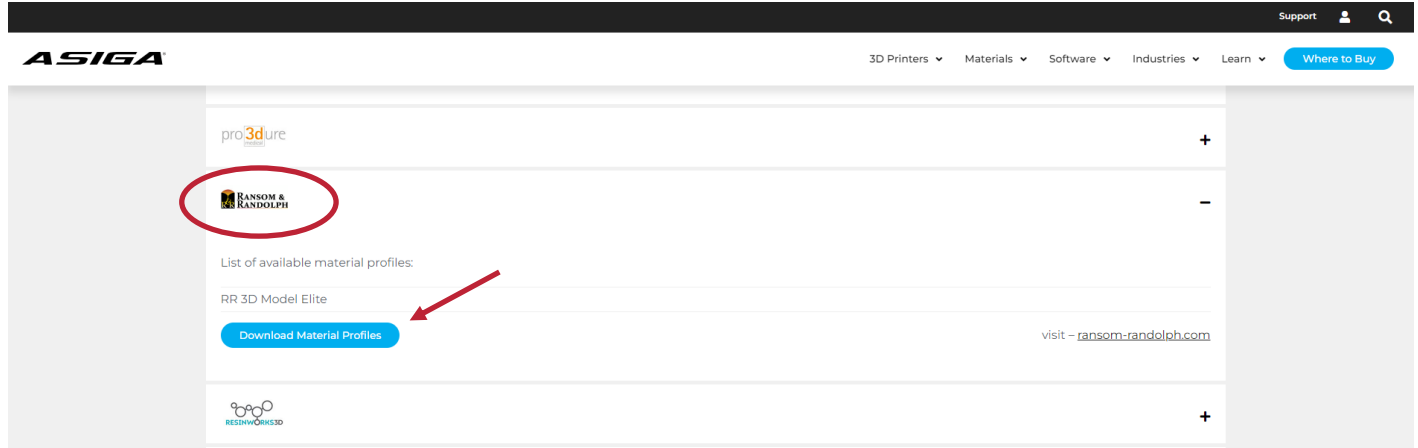 Support
ASIGA
3D Printers Materials Software Industries Learn Where to Buy
pro3dure
medical
+
RANSOM &
R&R RANDOLPH
−
List of available material profiles:
RR 3D Model Elite
Download Material Profiles
visit – ransom-randolph.com
RESINWORKS3D
+